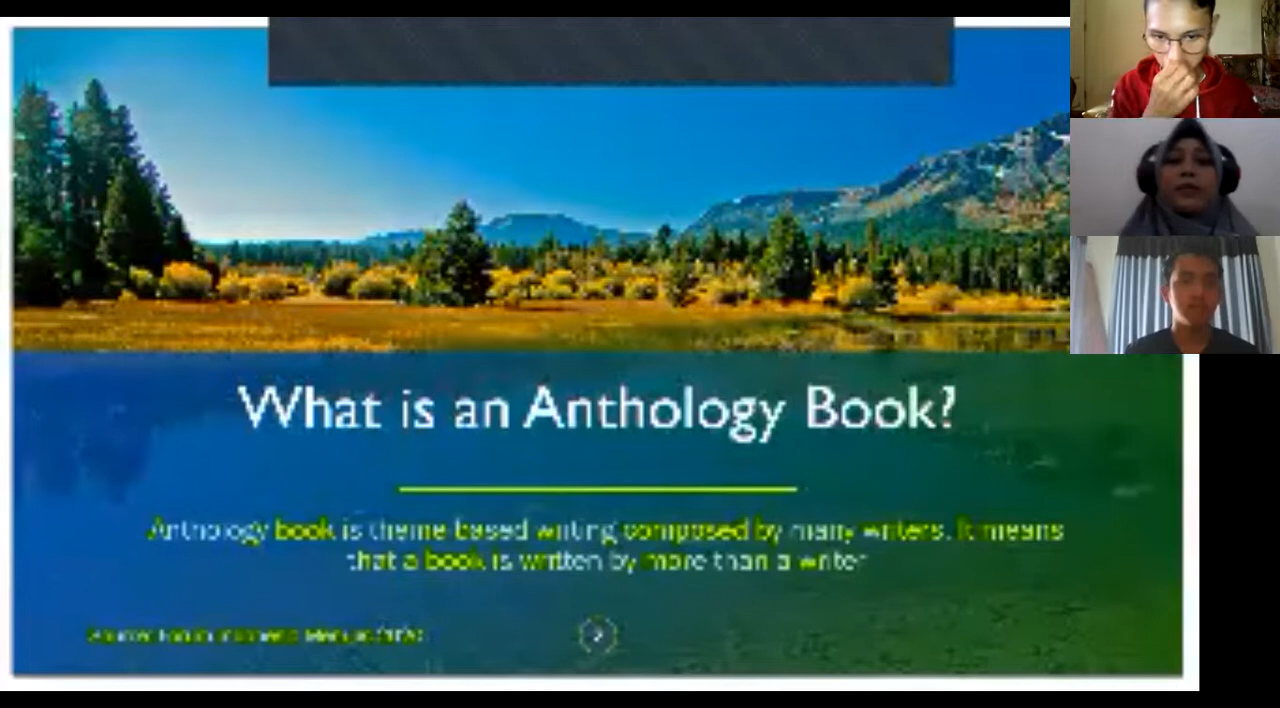 What is an Anthology Book?
Anthology book is theme based writing composed by many writers. It means
that a book is written by more than a writer